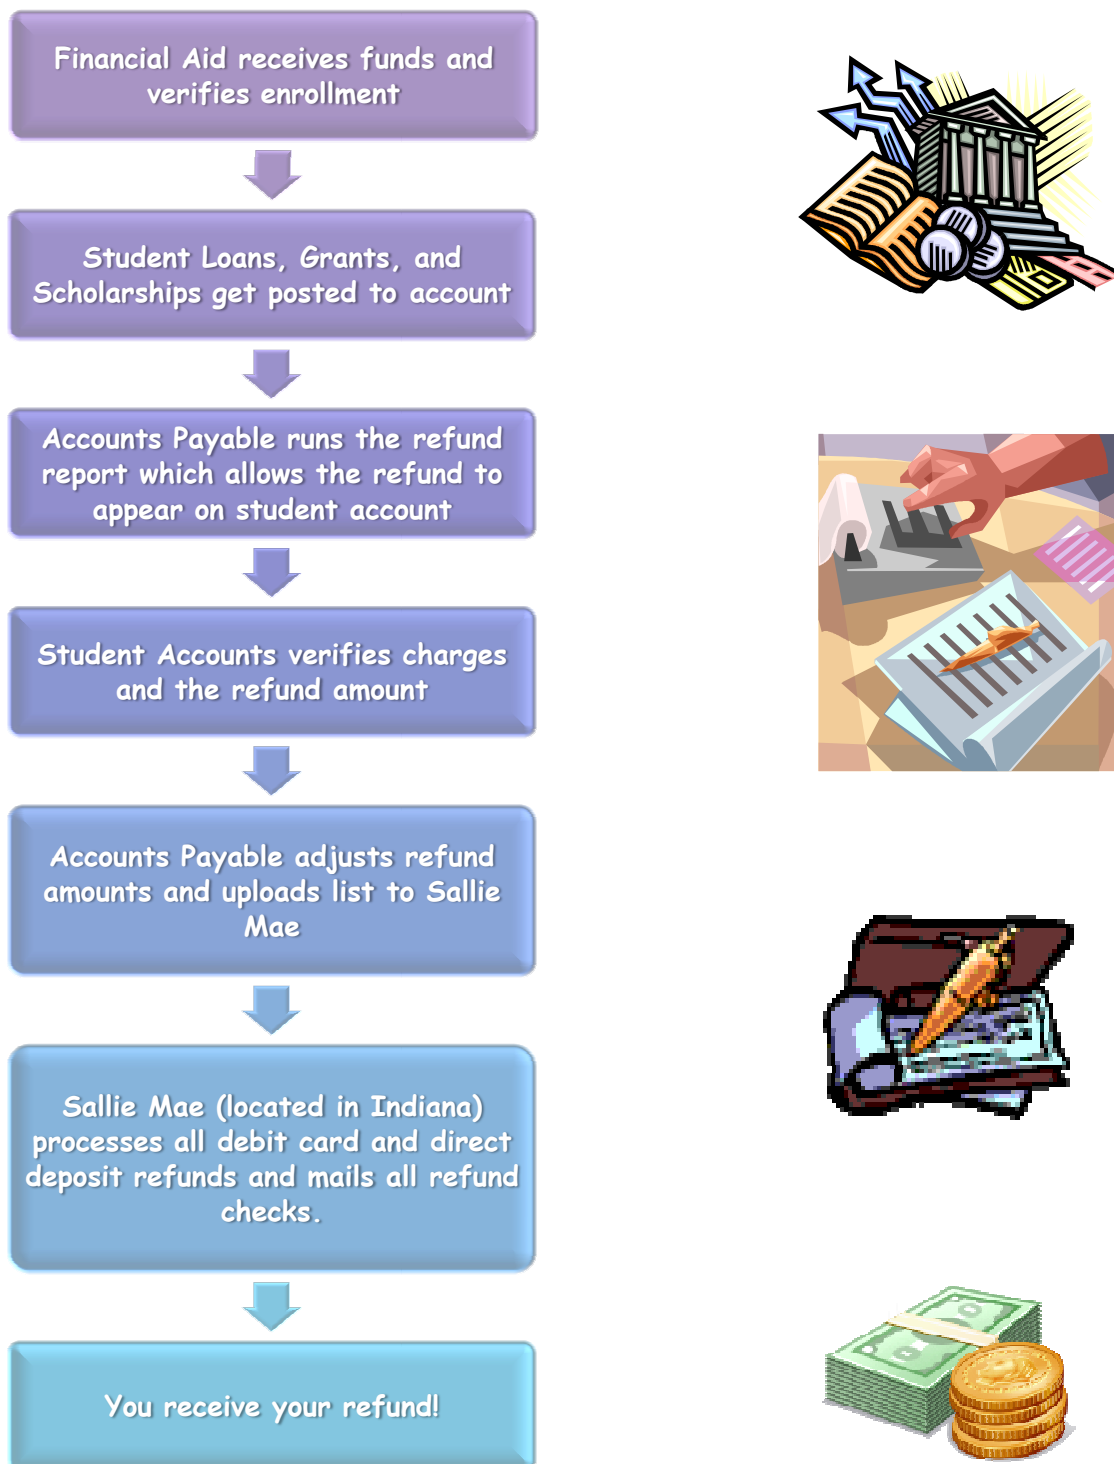 Financial Aid receives funds and
verifies enrollment
Student Loans, Grants, and
Scholarships get posted to account
Accounts Payable runs the refund
report which allows the refund to
appear on student account
Student Accounts verifies charges
and the refund amount
Accounts Payable adjusts refund
amounts and uploads list to Sallie
Mae
Sallie Mae (located in Indiana)
processes all debit card and direct
deposit refunds and mails all refund
checks.
You receive your refund!